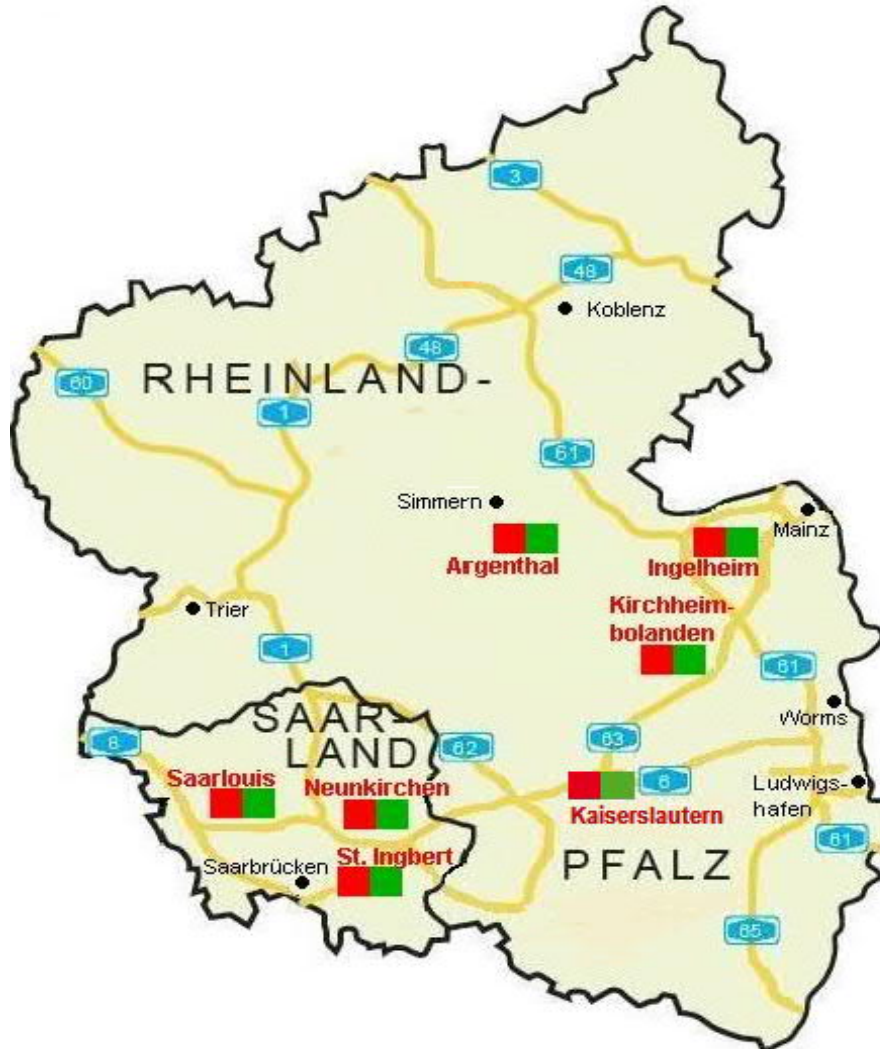 3
48
Koblenz
48
60
RHEINLAND-
1
61
Simmern
Mainz
Argenthal
Ingelheim
Kirchheim-
bolanden
Trier
1
61
SAAR-
LAND
Worms
8
62
63
Saarlouis
Neunkirchen
6
Ludwigs-
hafen
Kaiserslautern
61
St. Ingbert
Saarbrücken
PFALZ
65